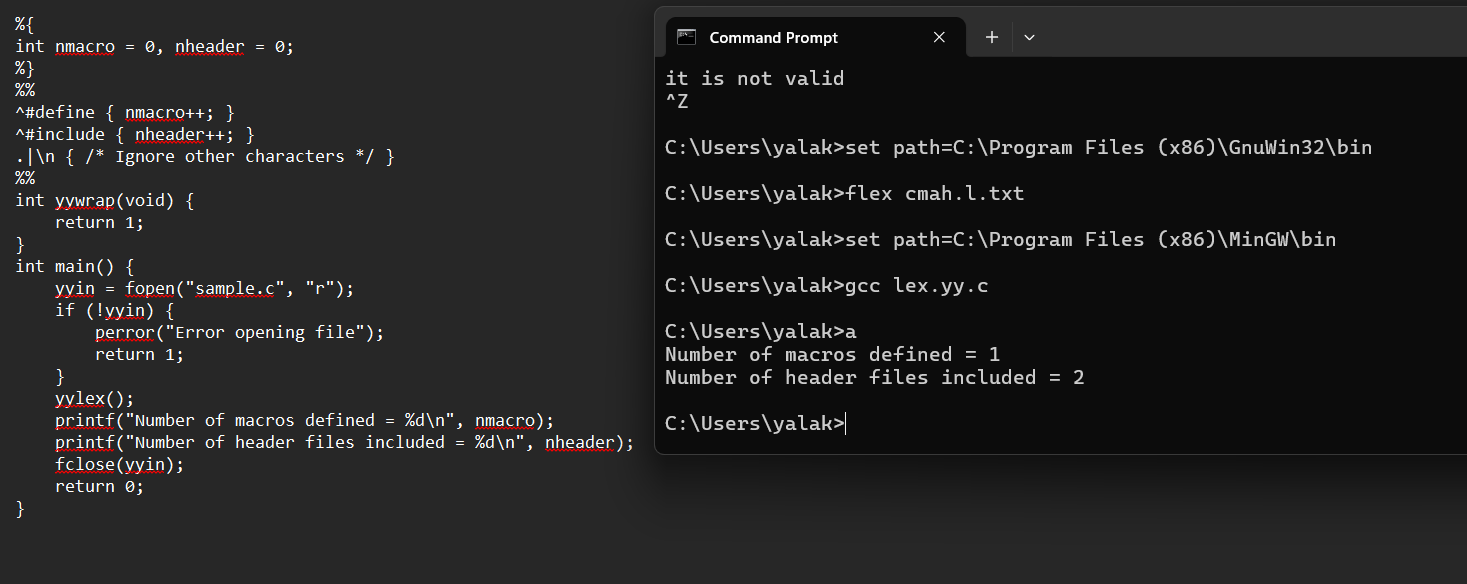 %{
int nmacro = 0, nheader = 0;
%}
%%
^#define { nmacro++; }
^#include { nheader++; }
.|\n { /* Ignore other characters */ }
%%
int yywrap(void) {
    return 1;
}
int main() {
    yyin = fopen("sample.c", "r");
    if (!yyin) {
        perror("Error opening file");
        return 1;
    }
    yylex();
    printf("Number of macros defined = %d\n", nmacro);
    printf("Number of header files included = %d\n", nheader);
    fclose(yyin);
    return 0;
}
Command Prompt
it is not valid
^Z
C:\Users\yalak>set path=C:\Program Files (x86)\GnuWin32\bin
C:\Users\yalak>flex cmah.l.txt
C:\Users\yalak>set path=C:\Program Files (x86)\MinGW\bin
C:\Users\yalak>gcc lex.yy.c
C:\Users\yalak>a
Number of macros defined = 1
Number of header files included = 2
C:\Users\yalak>